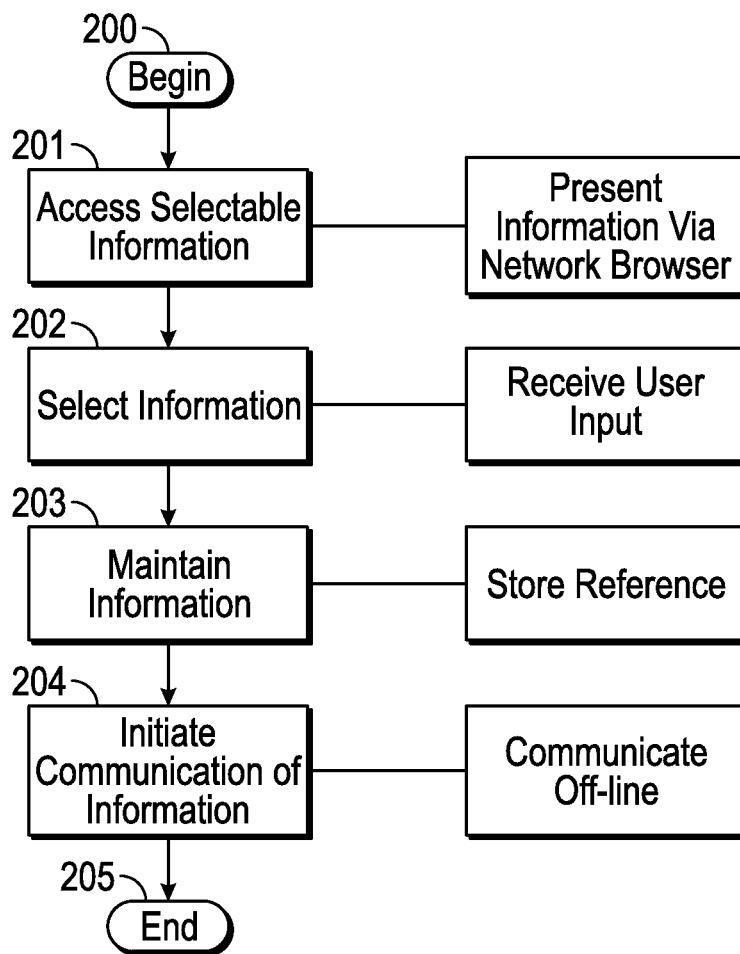 200
Begin
201
Access Selectable
Information
Present
Information Via
Network Browser
202
Select Information
Receive User
Input
203
Maintain
Information
Store Reference
204
Initiate
Communication of
Information
Communicate
Off-line
205
End